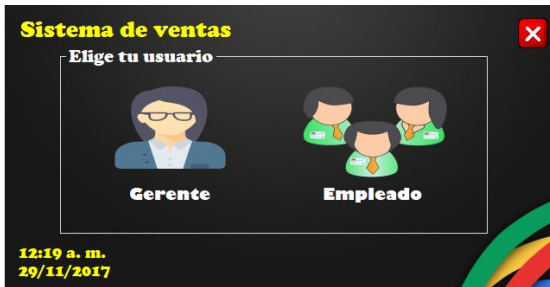 Sistema de ventas
Elige tu usuario
Gerente
Empleado
12:19 a. m.
29/11/2017